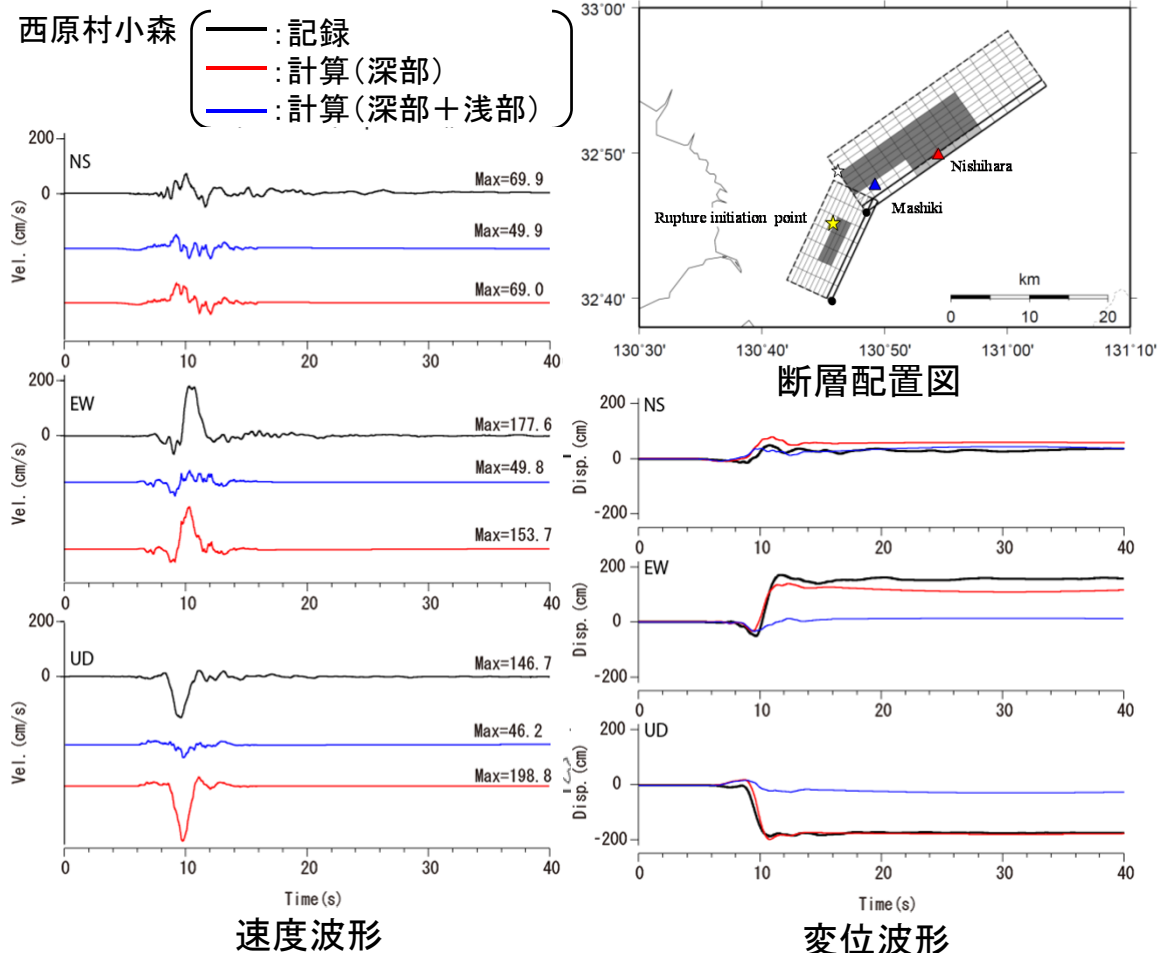 西原村小森
:記録
:計算(深部)
:計算(深部+浅部)
200
NS
0
Max=69.9
Max=49.9
Max=69.0
Vel. (cm/s)
0 10 20 30 40
200
EW
0
Max=177.6
Max=49.8
Max=153.7
Vel. (cm/s)
0 10 20 30 40
200
UD
0
Max=146.7
Max=46.2
Max=198.8
Vel. (cm/s)
0 10 20 30 40
Time(s)
速度波形
33°00'
32°50'
32°40'
Nishihara
Mashiki
Rupture initiation point
km
0 10 20
130°30' 130°40' 130°50' 131°00' 131°10'
断層配置図
200
NS
0
-200
Disp. (cm)
0 10 20 30 40
200
EW
0
-200
Disp. (cm)
0 10 20 30 40
200
UD
0
-200
Disp. (cm)
0 10 20 30 40
Time(s)
変位波形